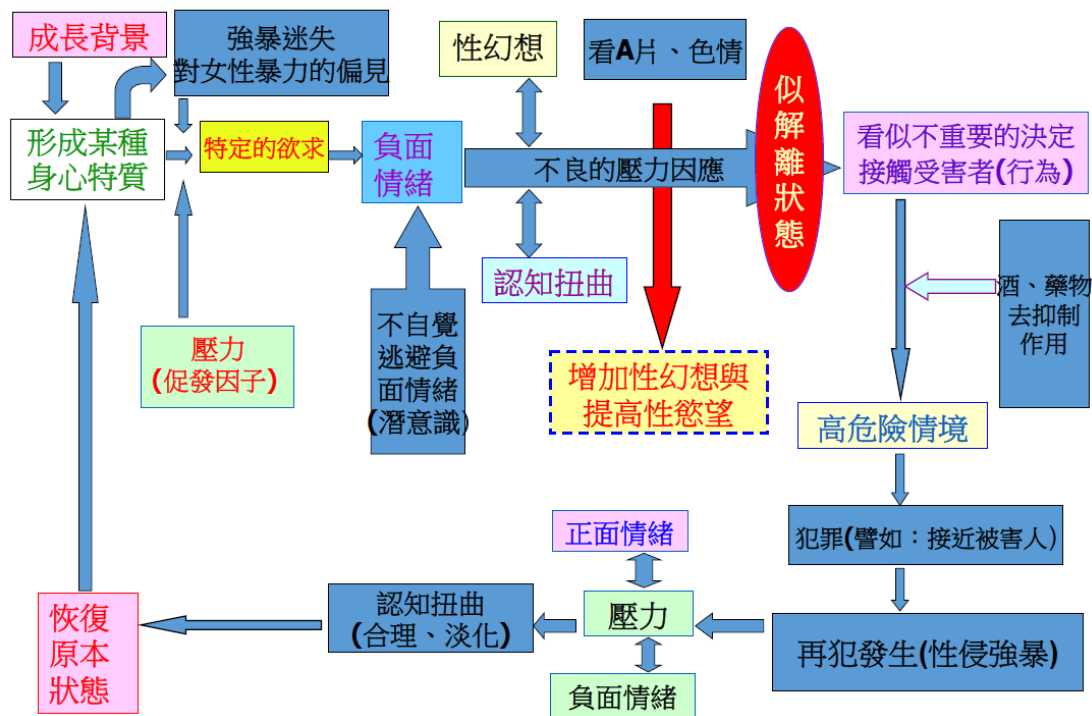 成長背景
強暴迷失
對女性暴力的偏見
性幻想
看A片、色情
似解離狀態
形成某種
身心特質
特定的欲求
負面
情緒
不良的壓力因應
看似不重要的決定
接觸受害者(行為)
認知扭曲
酒、藥物
去抑制
作用
壓力
(促發因子)
不自覺
逃避負
面情緒
(潛意識)
增加性幻想與
提高性慾望
高危險情境
犯罪(譬如：接近被害人)
再犯發生(性侵強暴)
正面情緒
壓力
負面情緒
認知扭曲
(合理、淡化)
恢復
原本
狀態